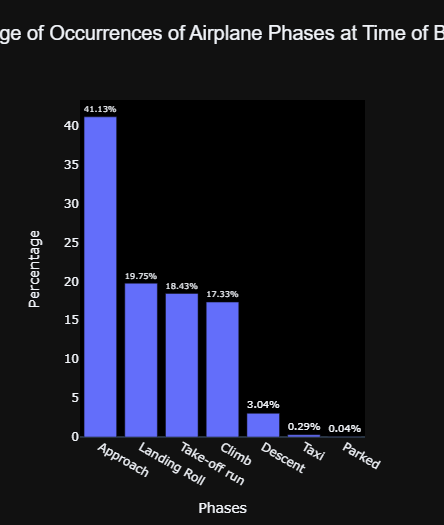 ge of Occurrences of Airplane Phases at Time of B
41.13%
40
35
30
25
20
15
10
5
0
Percentage
19.75%
18.43%
17.33%
3.04%
0.29%
0.04%
Approach
Landing Roll
Take-off run
Climb
Descent
Taxi
Parked
Phases